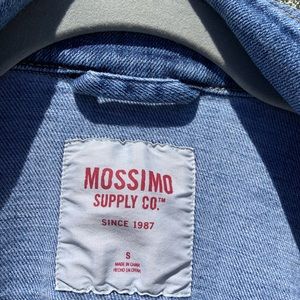 MOSSIMO
SUPPLY CO.™
SINCE 1987
S
MADE IN CHINA
HECHO EN CHINA